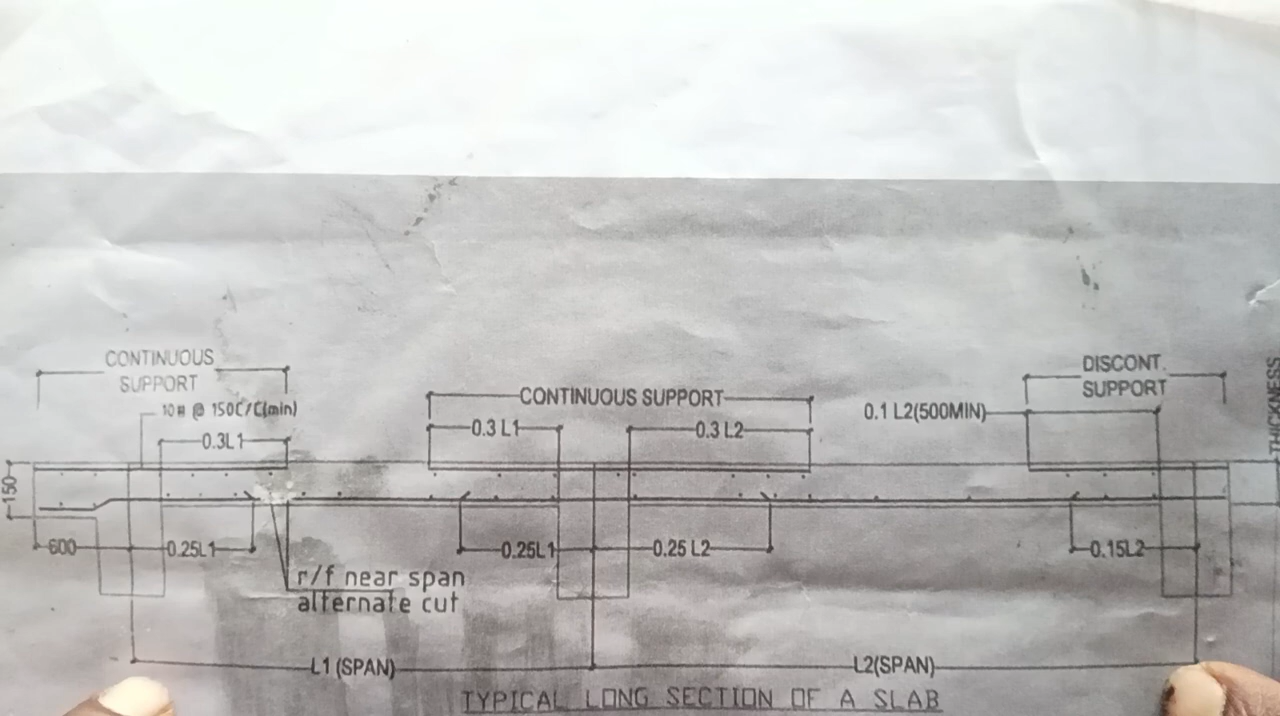 CONTINUOUS
SUPPORT
DISCONT.
SUPPORT
CONTINUOUS SUPPORT
10# @ 150C/C(min)
0.3L1
0.3 L1
0.3 L2
0.1 L2(500MIN)
THICKNESS
150
600
0.25L1
0.25L1
0.25 L2
0.15L2
r/f near span
alternate cut
L1 (SPAN)
L2(SPAN)
TYPICAL LONG SECTION OF A SLAB